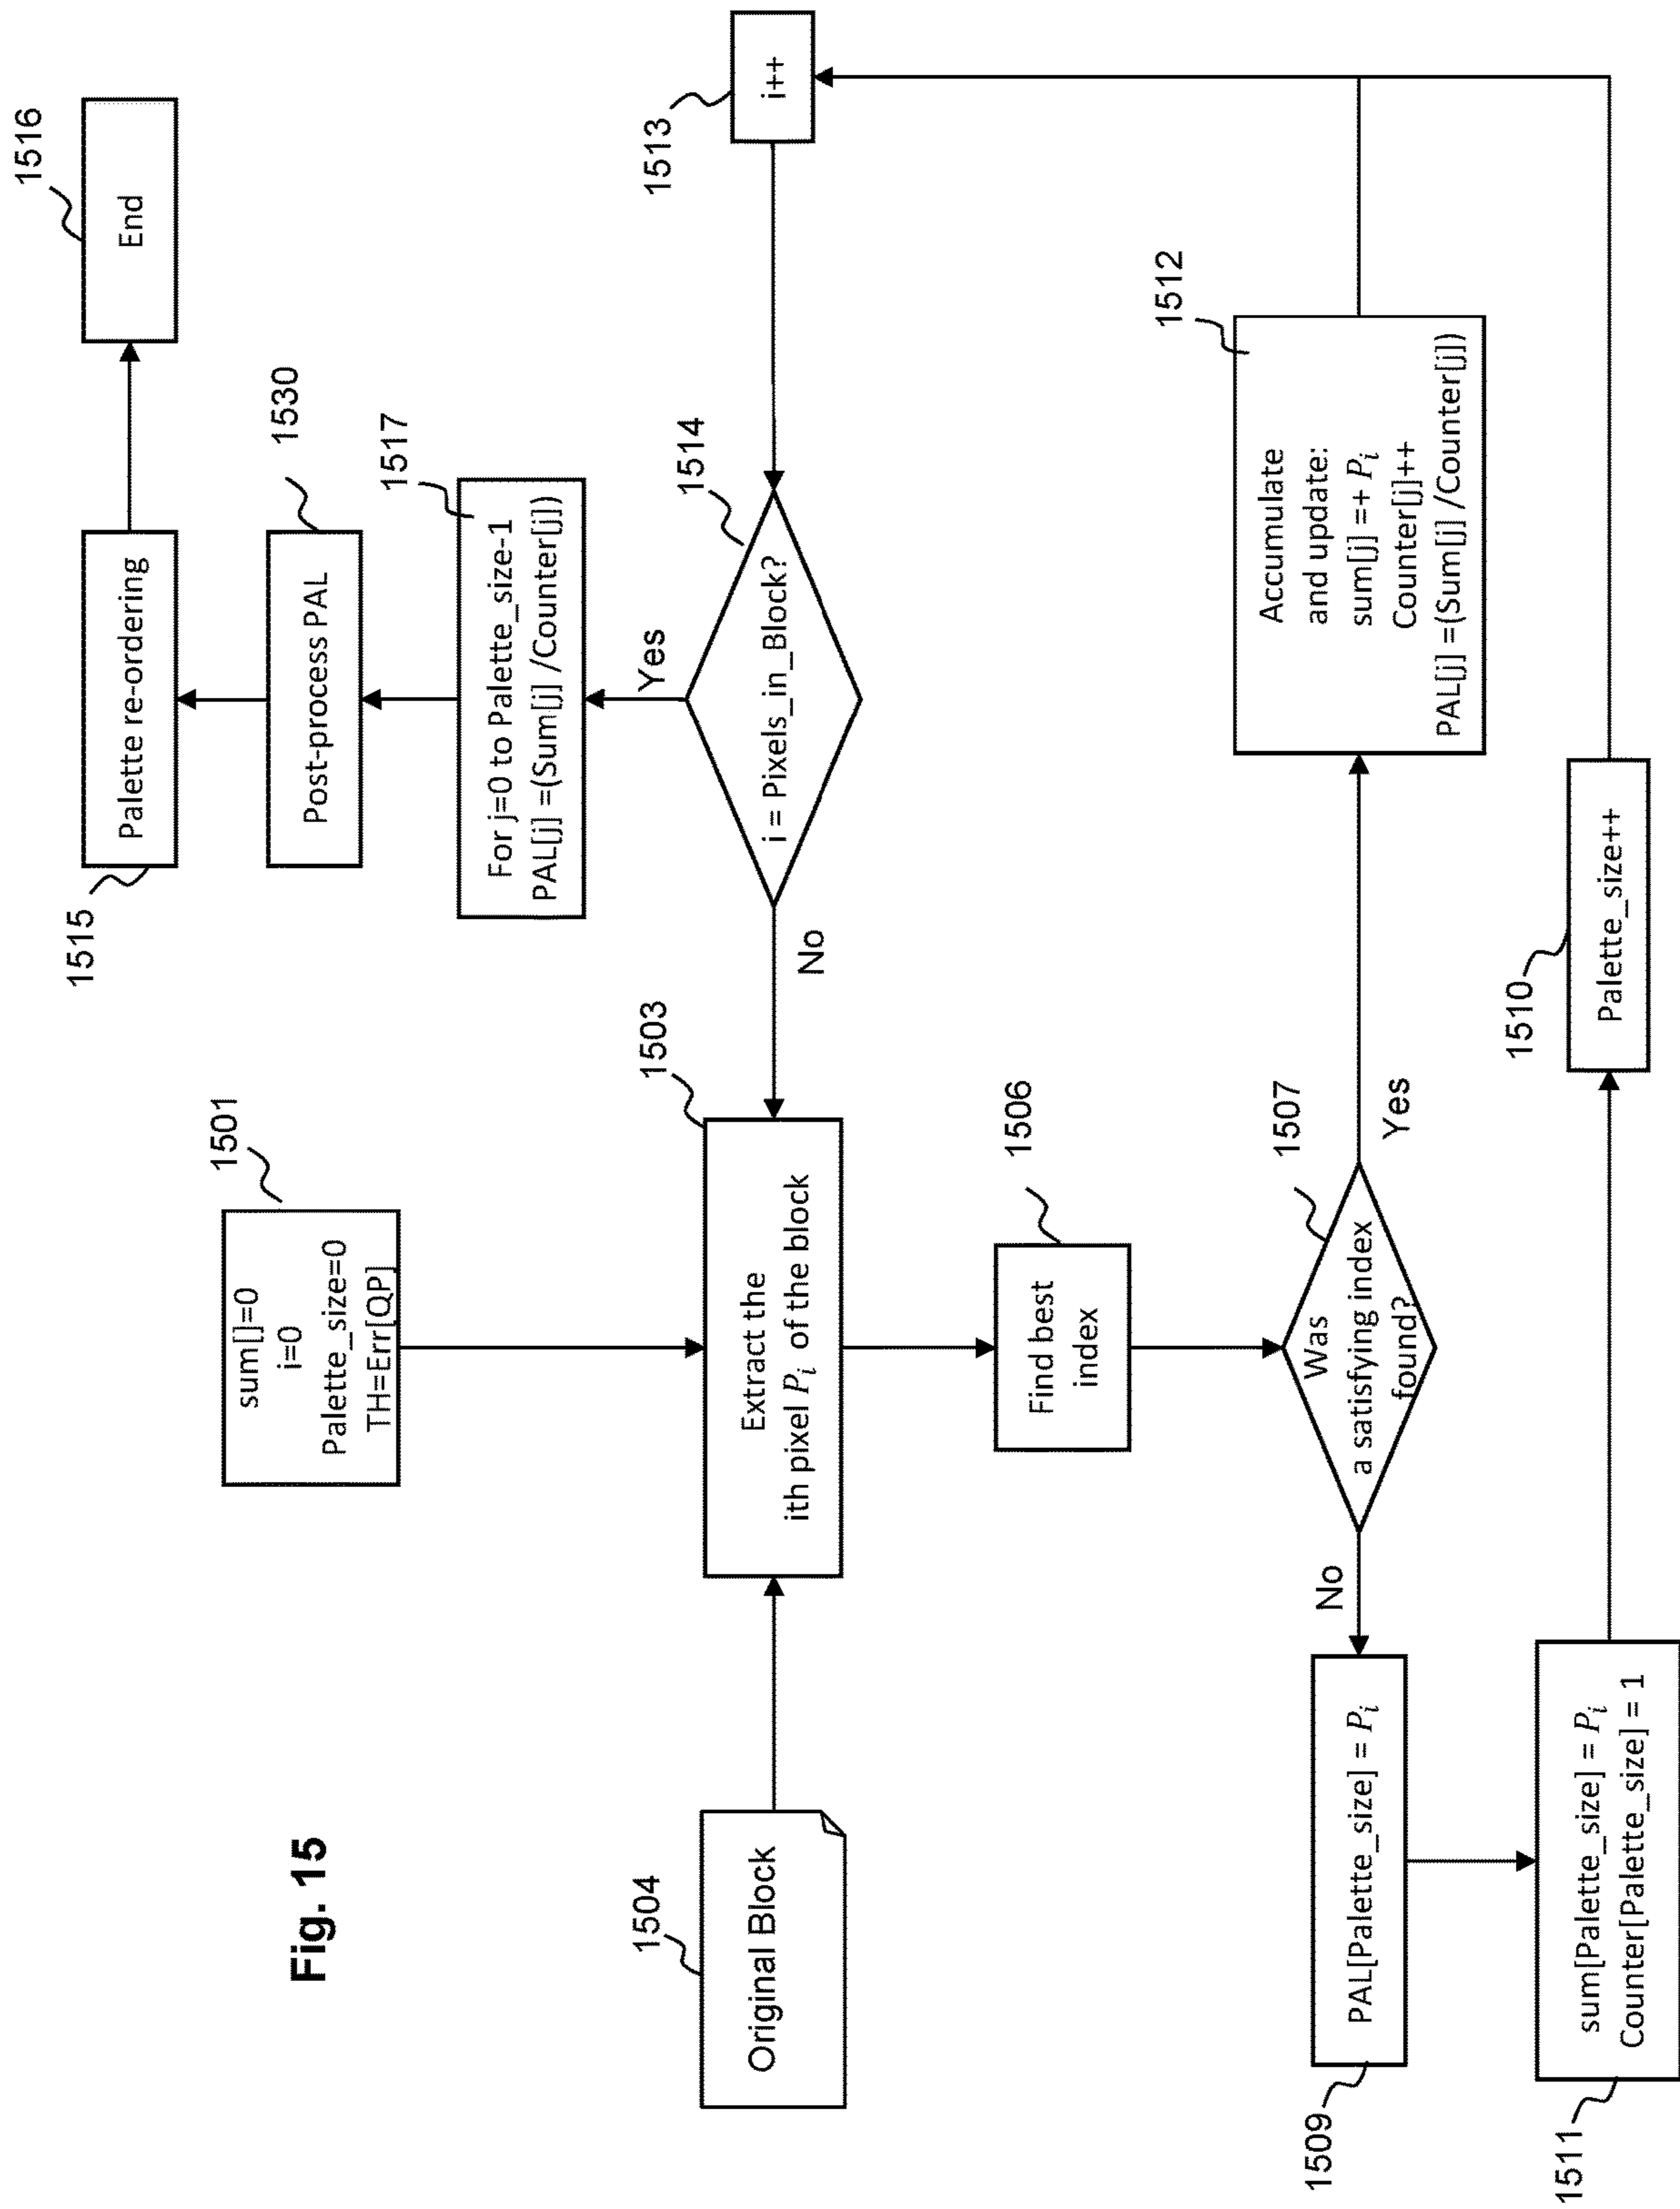 Fig. 15
1501
sum[]=0
i=0
Palette_size=0
TH=Err[QP]
1504
Original Block
1503
Extract the
ith pixel P_i of the block
1506
Find best
index
1507
Was
a satisfying index
found?
No
Yes
1509
PAL[Palette_size] = P_i
1511
sum[Palette_size] = P_i
Counter[Palette_size] = 1
1510
Palette_size++
1512
Accumulate
and update:
sum[j] =+ P_i
Counter[j]++
PAL[j] =(Sum[j] /Counter[j])
1513
i++
1514
i = Pixels_in_Block?
No
Yes
1517
For j=0 to Palette_size-1
PAL[j] =(Sum[j] /Counter[j])
1530
Post-process PAL
1515
Palette re-ordering
1516
End